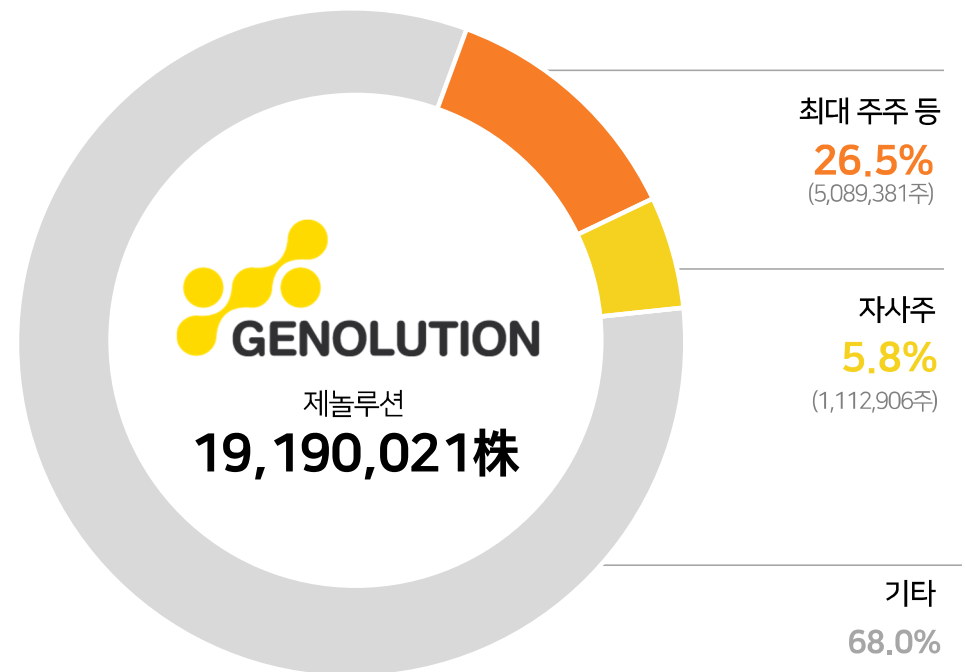 최대 주주 등
26.5%
(5,089,381주)
GENOLUTION
제놀루션
19,190,021株
자사주
5.8%
(1,112,906주)
기타
68.0%